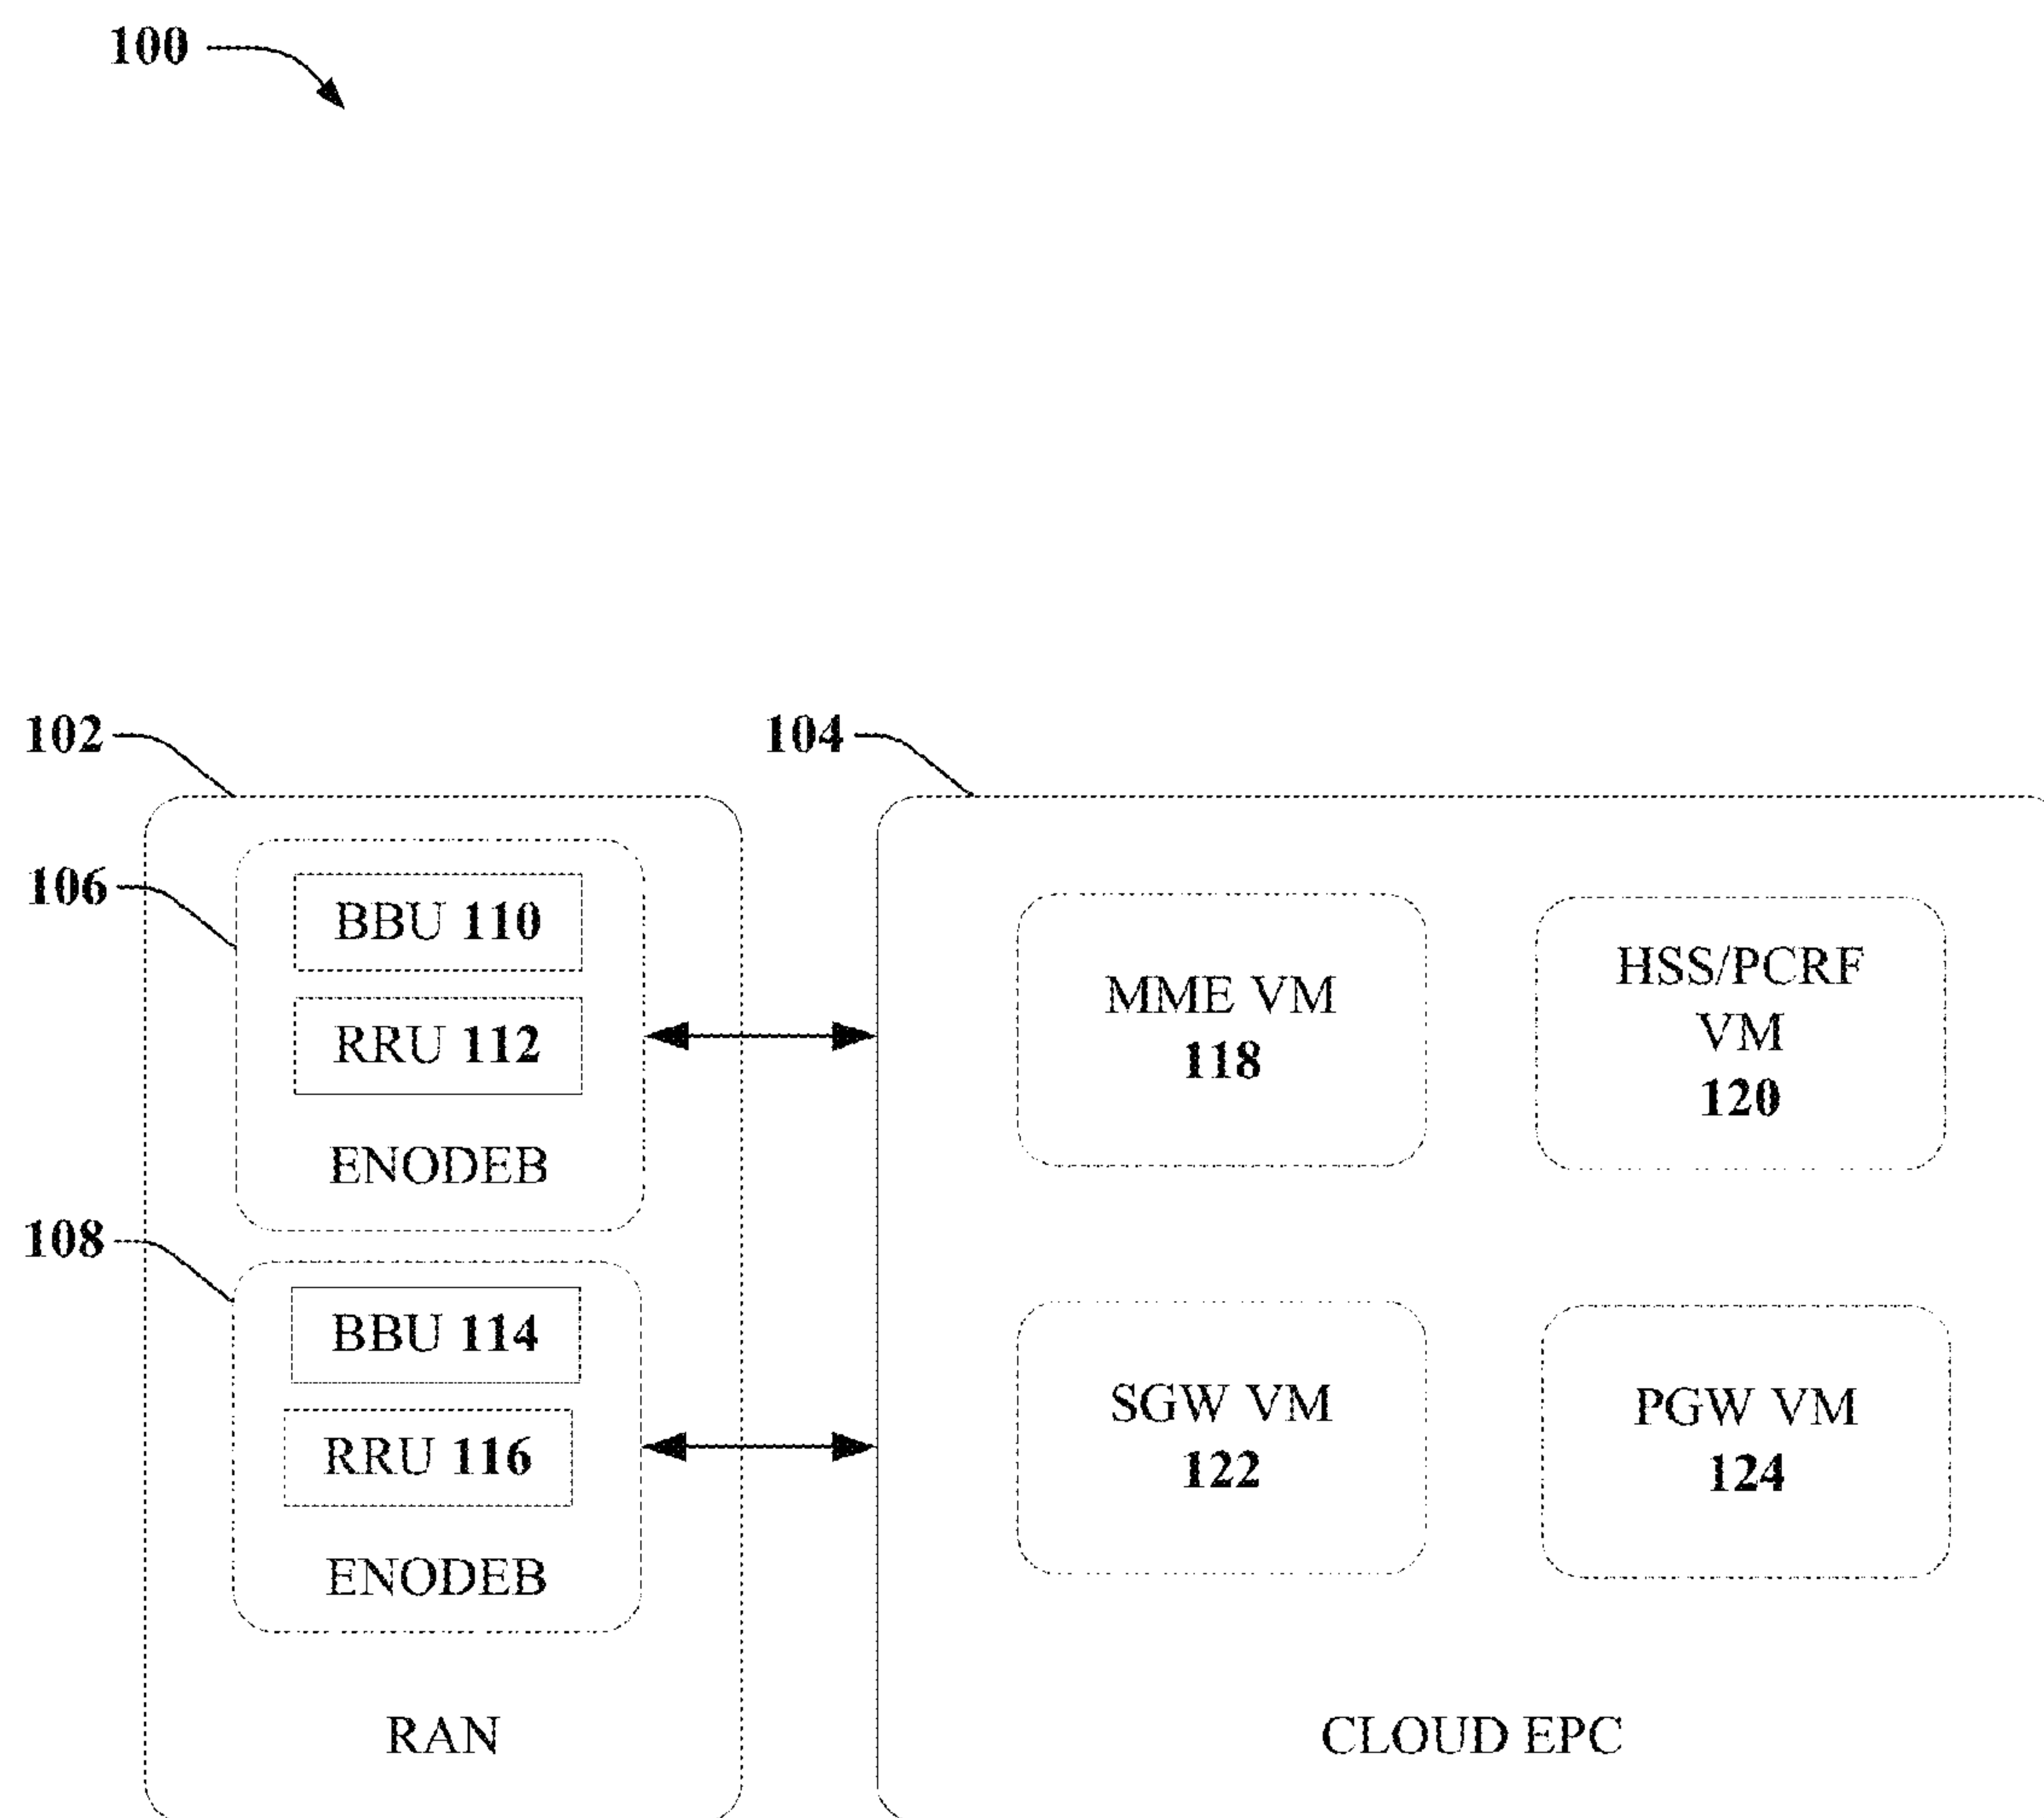 100
102
104
106
BBU 110
RRU 112
ENODEB
108
BBU 114
RRU 116
ENODEB
RAN
MME VM
118
HSS/PCRF
VM
120
SGW VM
122
PGW VM
124
CLOUD EPC